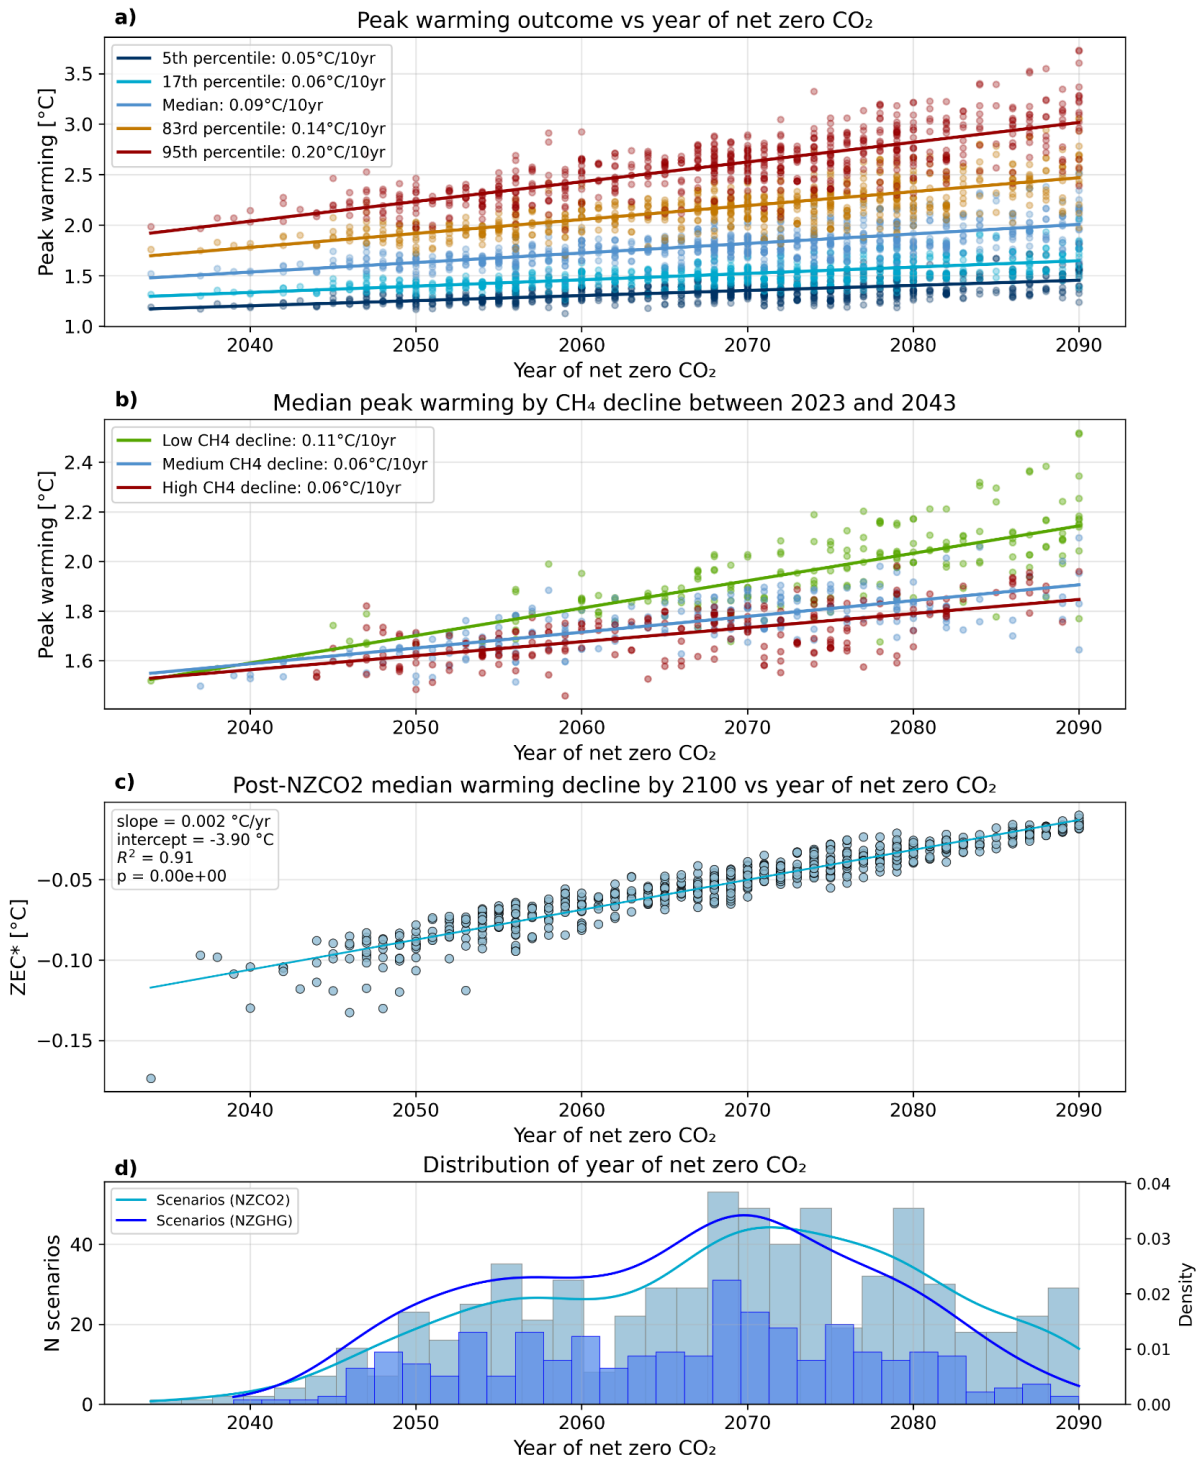 a)
Peak warming outcome vs year of net zero CO₂
5th percentile: 0.05°C/10yr
17th percentile: 0.06°C/10yr
Median: 0.09°C/10yr
83rd percentile: 0.14°C/10yr
95th percentile: 0.20°C/10yr
Peak warming [°C]
3.5
3.0
2.5
2.0
1.5
1.0
2040 2050 2060 2070 2080 2090
Year of net zero CO₂
b)
Median peak warming by CH₄ decline between 2023 and 2043
Low CH4 decline: 0.11°C/10yr
Medium CH4 decline: 0.06°C/10yr
High CH4 decline: 0.06°C/10yr
Peak warming [°C]
2.4
2.2
2.0
1.8
1.6
2040 2050 2060 2070 2080 2090
Year of net zero CO₂
c)
Post-NZCO2 median warming decline by 2100 vs year of net zero CO₂
slope = 0.002 °C/yr
intercept = -3.90 °C
R² = 0.91
p = 0.00e+00
ZEC* [°C]
−0.05
−0.10
−0.15
2040 2050 2060 2070 2080 2090
Year of net zero CO₂
d)
Distribution of year of net zero CO₂
Scenarios (NZCO2)
Scenarios (NZGHG)
N scenarios
40
20
0
0.04
0.03
0.02
0.01
0.00
Density
2040 2050 2060 2070 2080 2090
Year of net zero CO₂